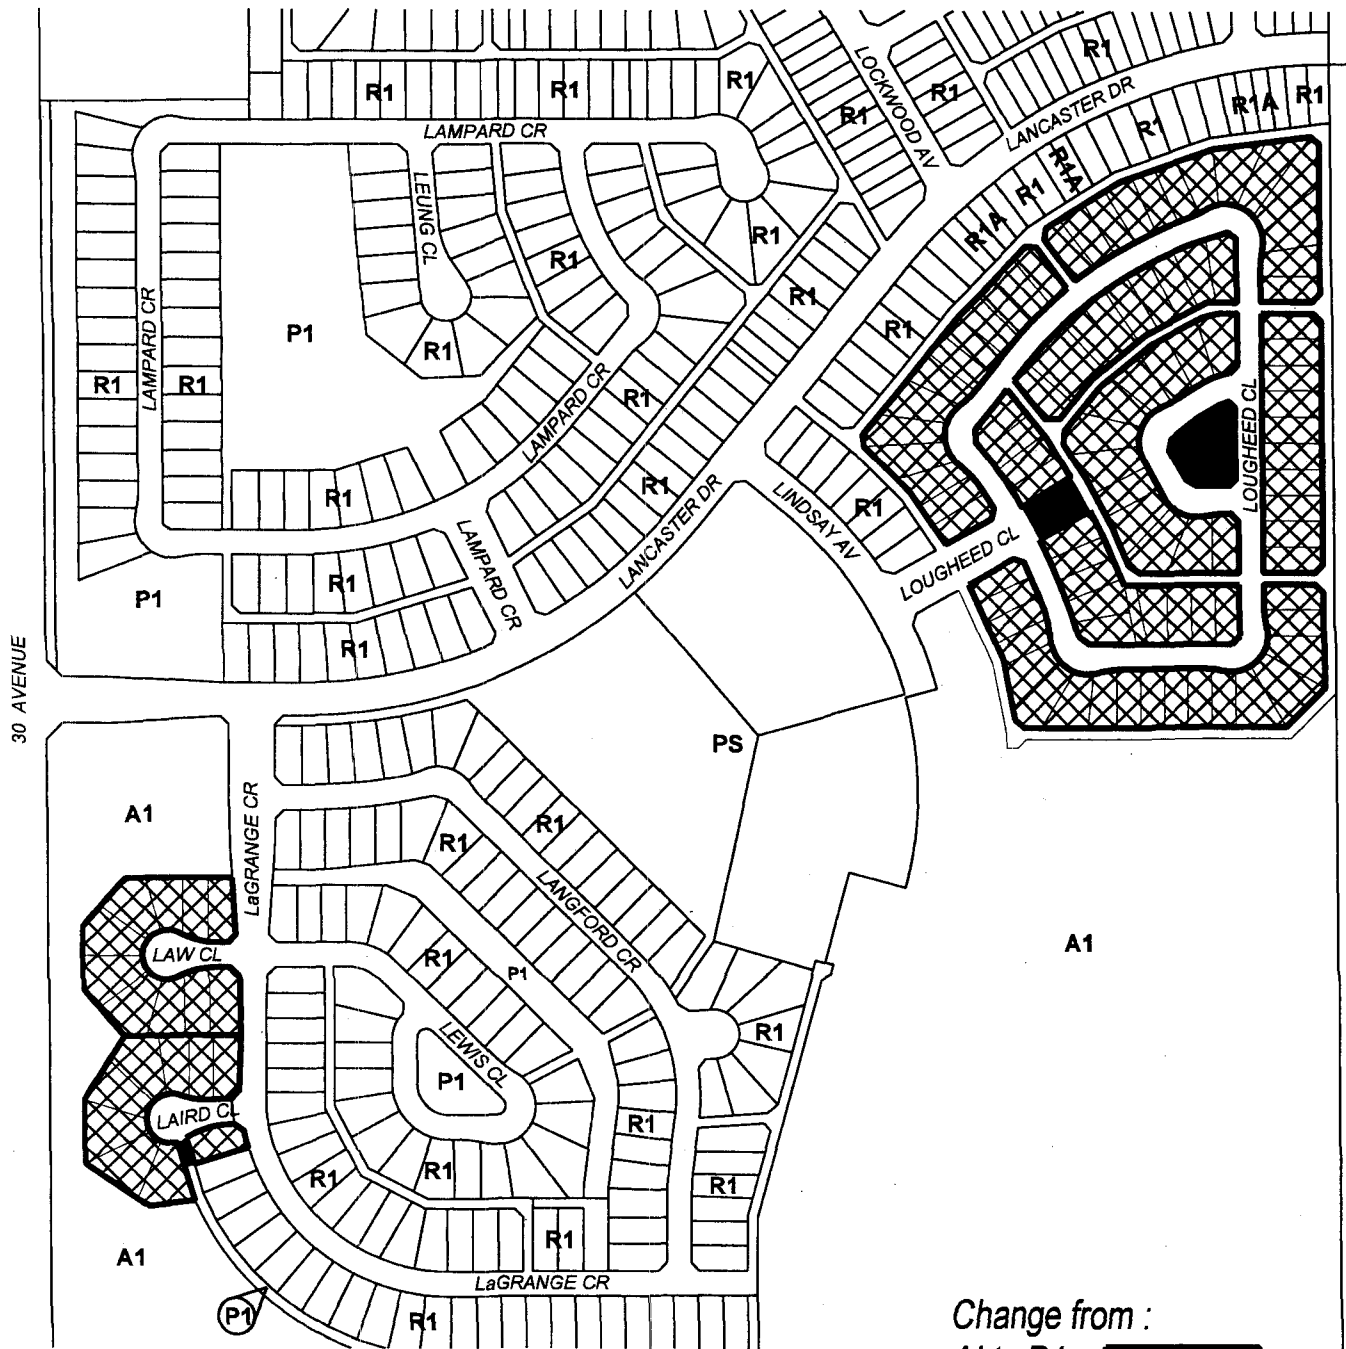 R1
R1
R1
R1
LOCKWOOD AV
R1
R1
LANCASTER DR
R1
R1A
R1
R1A
R1
R1A
R1
LAMPARD CR
LEUNG CL
R1
R1
R1
R1
P1
LAMPARD CR
R1
R1
R1
LAMPARD CR
R1
R1
LANCASTER DR
R1
LAMPARD CR
R1
R1
P1
LINDSAY AV
R1
LOUGHEED CL
LOUGHEED CL
30 AVENUE
PS
A1
LaGRANGE CR
R1
R1
LANGFORD CR
R1
P1
LAW CL
LEWIS CL
P1
R1
A1
LAIRD CL
R1
R1
R1
R1
R1
LaGRANGE CR
A1
P1
R1
Change from :